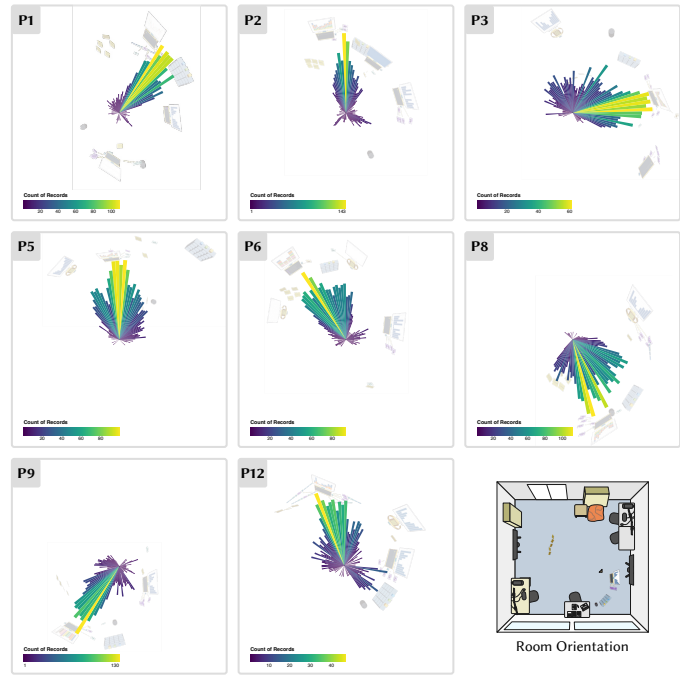 P1
Count of Records
20 40 60 80 100
P2
Count of Records
1 143
P3
Count of Records
20 40 60
P5
Count of Records
20 40 60 80
P6
Count of Records
20 40 60 80
P8
Count of Records
20 40 60 80 100
P9
Count of Records
1 130
P12
Count of Records
10 20 30 40
Room Orientation